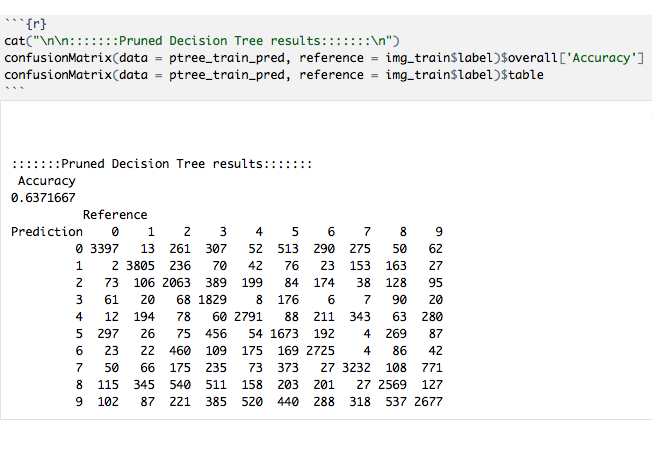 ```{r}
cat("\n\n:::::::Pruned Decision Tree results:::::::\n")
confusionMatrix(data = ptree_train_pred, reference = img_train$label)$overall['Accuracy']
confusionMatrix(data = ptree_train_pred, reference = img_train$label)$table
```
:::::::Pruned Decision Tree results:::::::
Accuracy
0.6371667
Reference
Prediction 0 1 2 3 4 5 6 7 8 9
0 3397 13 261 307 52 513 290 275 50 62
1 2 3805 236 70 42 76 23 153 163 27
2 73 106 2063 389 199 84 174 38 128 95
3 61 20 68 1829 8 176 6 7 90 20
4 12 194 78 60 2791 88 211 343 63 280
5 297 26 75 456 54 1673 192 4 269 87
6 23 22 460 109 175 169 2725 4 86 42
7 50 66 175 235 73 373 27 3232 108 771
8 115 345 540 511 158 203 201 27 2569 127
9 102 87 221 385 520 440 288 318 537 2677